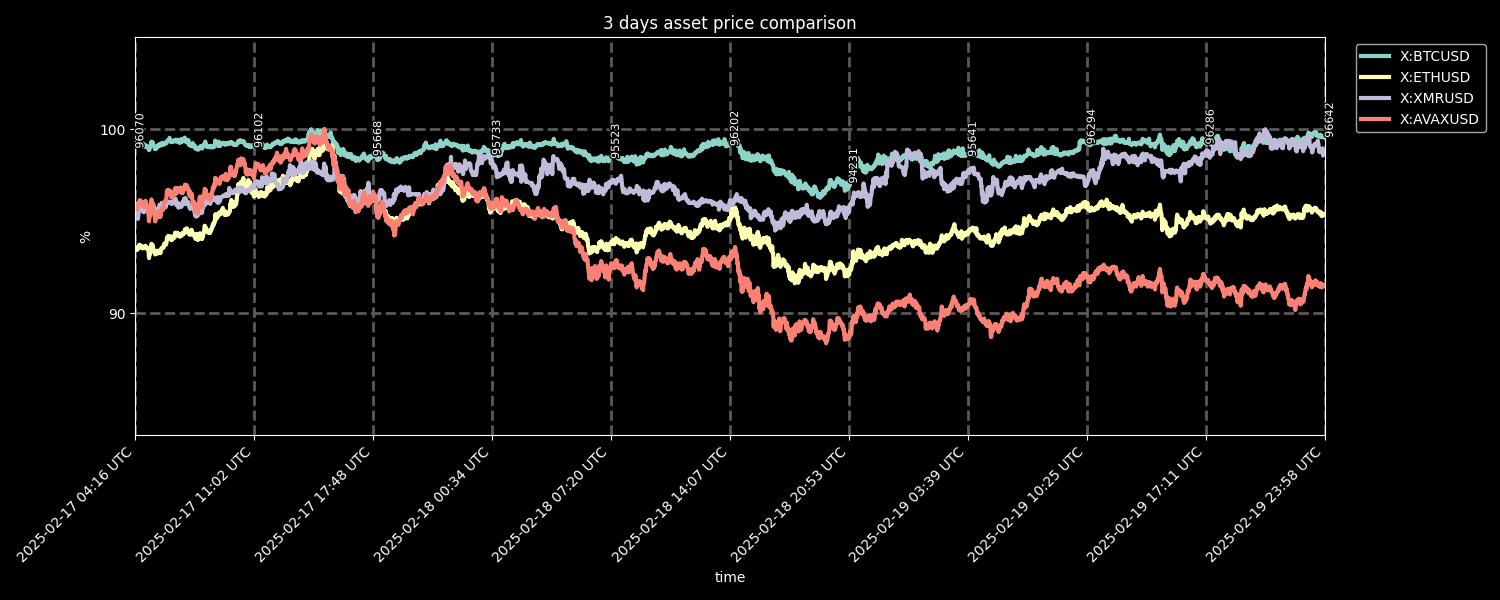 3 days asset price comparison
X:BTCUSD
X:ETHUSD
X:XMRUSD
X:AVAXUSD
%
100
90
96070
96102
95668
95733
95523
96202
94231
95641
96294
96286
96642
2025-02-17 04:16 UTC
2025-02-17 11:02 UTC
2025-02-17 17:48 UTC
2025-02-18 00:34 UTC
2025-02-18 07:20 UTC
2025-02-18 14:07 UTC
2025-02-18 20:53 UTC
2025-02-19 03:39 UTC
2025-02-19 10:25 UTC
2025-02-19 17:11 UTC
2025-02-19 23:58 UTC
time